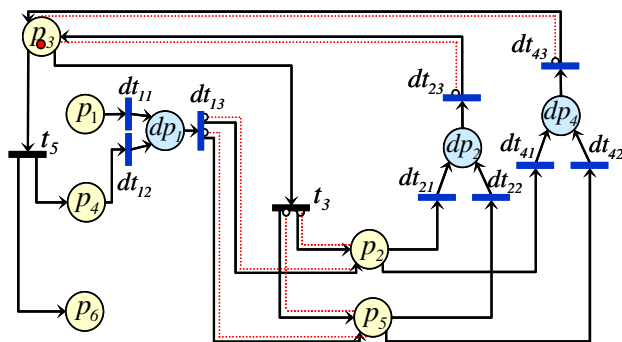 p3
dt43
dt23
dt11
dt13
p1
dp1
dp4
t5
dp2
dt41
dt42
dt12
dt21
dt22
p4
t3
p2
p6
p5